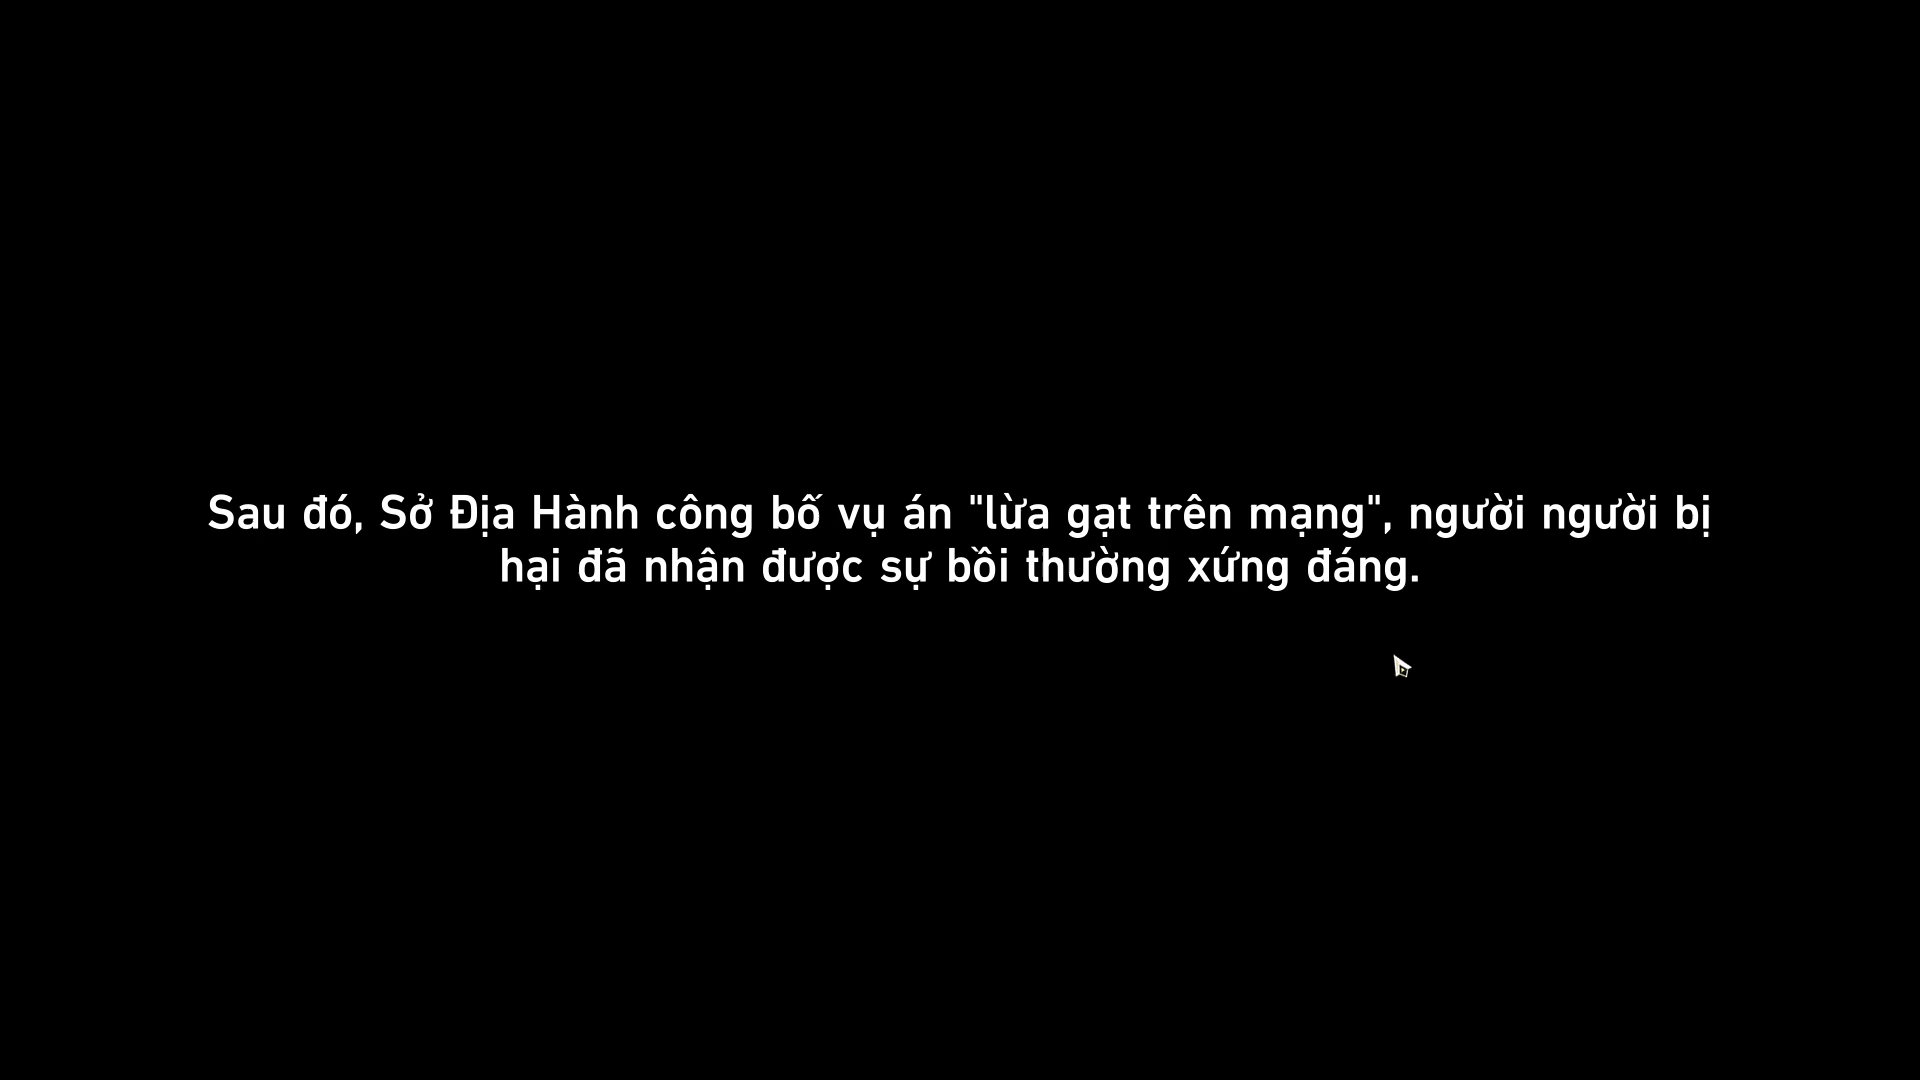 Sau đó, Sở Địa Hành công bố vụ án "lừa gạt trên mạng", người người bị
hại đã nhận được sự bồi thường xứng đáng.